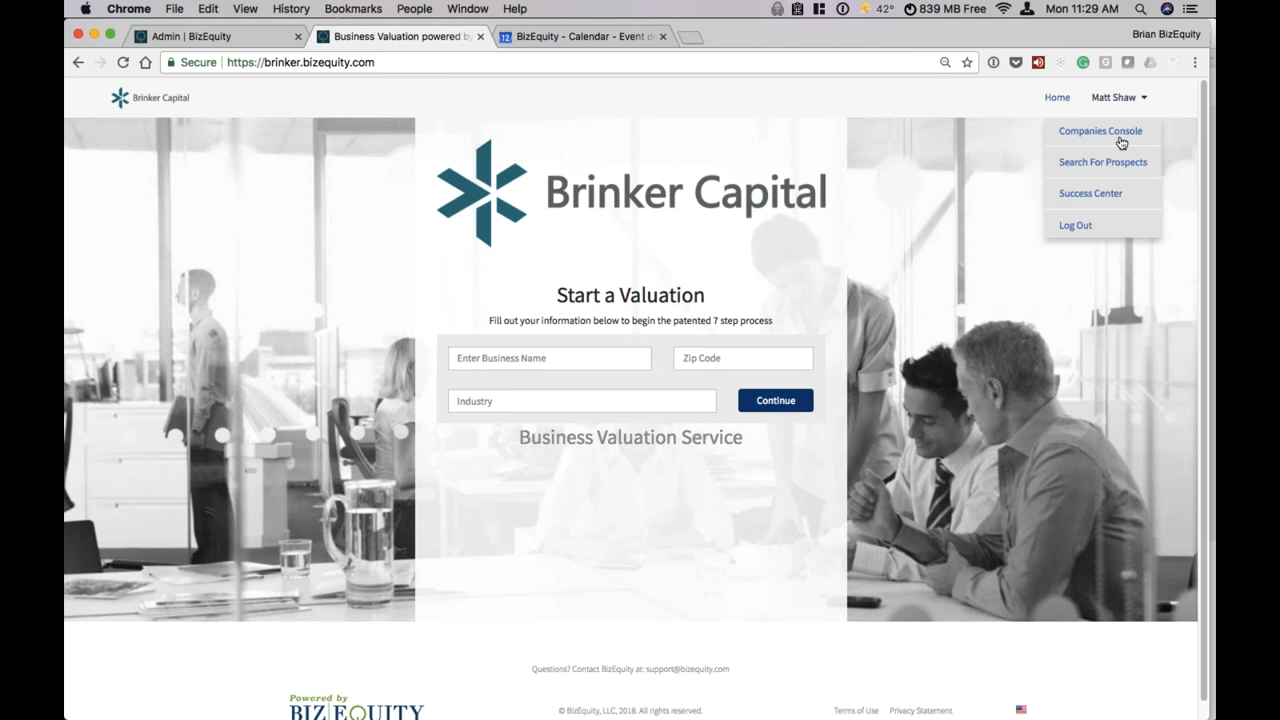 Chrome File Edit View History Bookmarks People Window Help 42° 839 MB Free Mon 11:29 AM
Admin | BizEquity Business Valuation powered by BizEquity - Calendar - Event d Brian BizEquity
Secure https://brinker.bizequity.com
Brinker Capital Home Matt Shaw
Companies Console
Search For Prospects
Success Center
Log Out
Brinker Capital
Start a Valuation
Fill out your information below to begin the patented 7 step process
Enter Business Name Zip Code
Industry Continue
Business Valuation Service
Questions? Contact BizEquity at: support@bizequity.com
Powered by
BIZEQUITY © BizEquity, LLC, 2018. All rights reserved. Terms of Use Privacy Statement